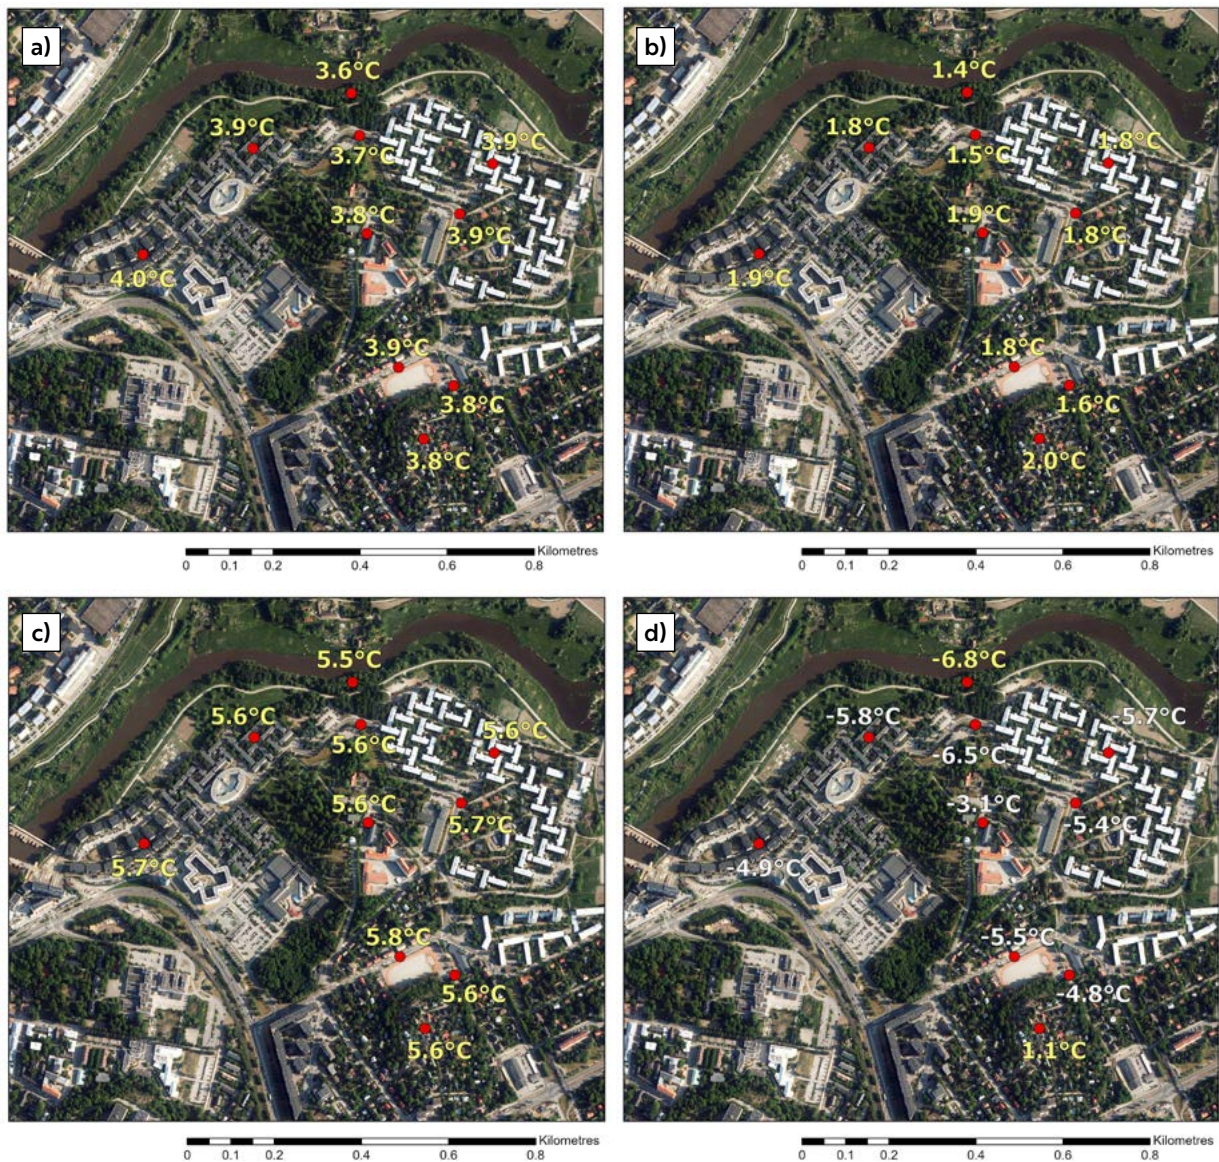 a)
3.6°C
3.9°C
3.7°C
3.9°C
3.8°C
3.9°C
4.0°C
3.9°C
3.8°C
3.8°C
0 0.1 0.2 0.4 0.6 0.8 Kilometres
b)
1.4°C
1.8°C
1.5°C
1.8°C
1.9°C
1.8°C
1.9°C
1.8°C
1.6°C
2.0°C
0 0.1 0.2 0.4 0.6 0.8 Kilometres
c)
5.5°C
5.6°C
5.6°C
5.6°C
5.6°C
5.7°C
5.7°C
5.8°C
5.6°C
5.6°C
0 0.1 0.2 0.4 0.6 0.8 Kilometres
d)
-6.8°C
-5.8°C
-6.5°C
-5.7°C
-3.1°C
-5.4°C
-4.9°C
-5.5°C
-4.8°C
1.1°C
0 0.1 0.2 0.4 0.6 0.8 Kilometres